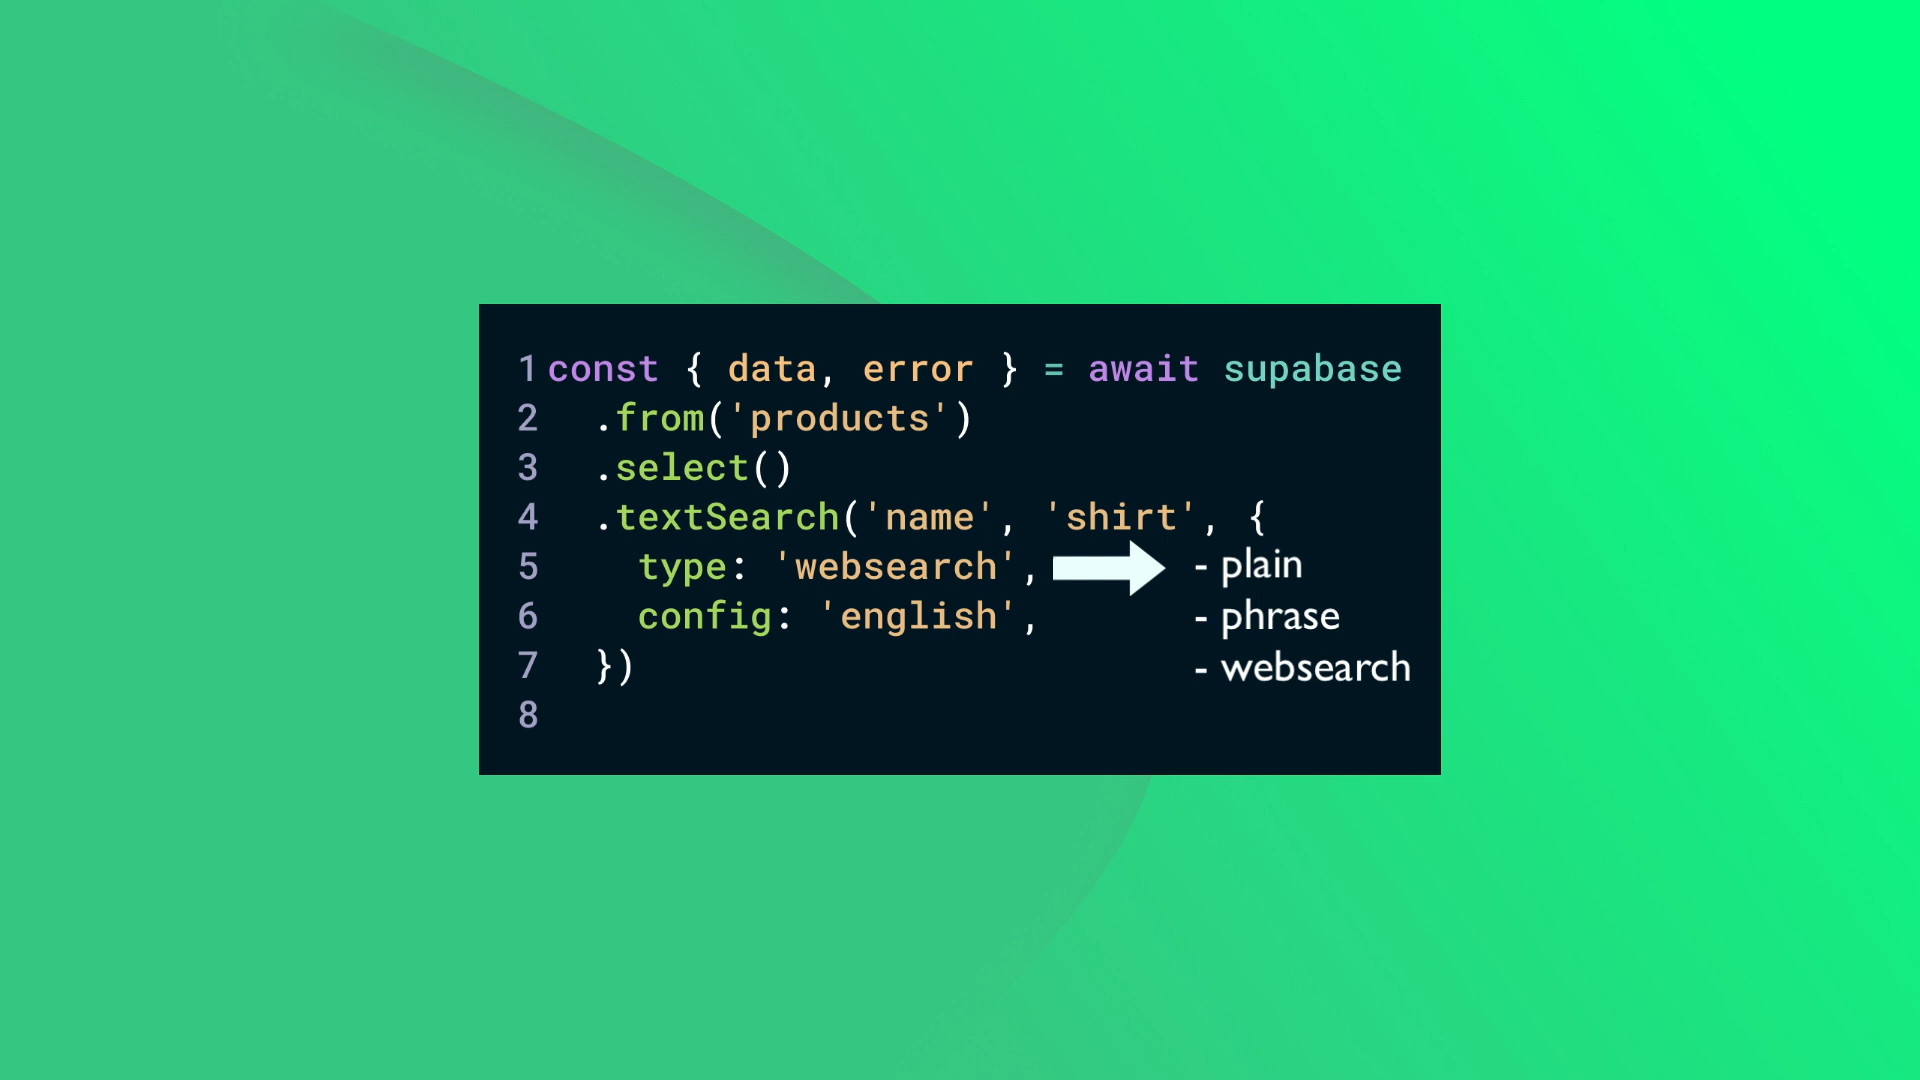 1 const { data, error } = await supabase
2 .from('products')
3 .select()
4 .textSearch('name', 'shirt', {
5 type: 'websearch', - plain
6 config: 'english', - phrase
7 }) - websearch
8